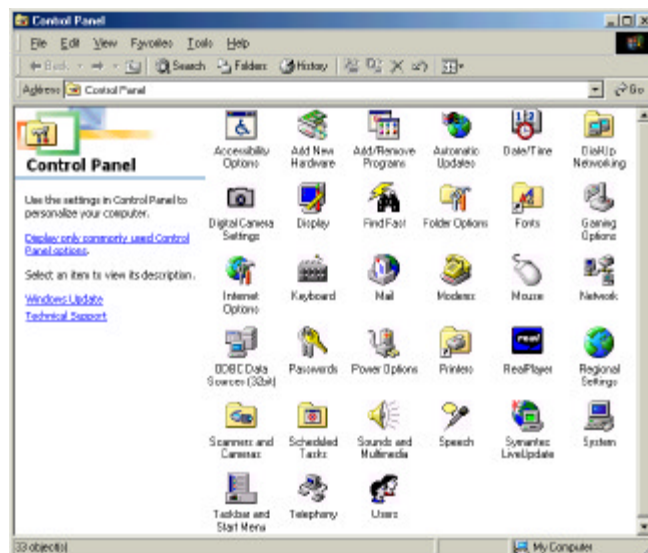 Control Panel
File Edit View Favorites Tools Help
Back Search Folders History
Address Control Panel Go
Control Panel
Use the settings in Control Panel to
personalize your computer.
Display only commonly used Control
Panel options.
Select an item to view its description.
Windows Update
Technical Support
Accessibility
Options
Add New
Hardware
Add/Remove
Programs
Automatic
Updates
Date/Time
Dial-Up
Networking
Digital Camera
Settings
Display
Find Fast
Folder Options
Fonts
Gaming
Options
Internet
Options
Keyboard
Mail
Modems
Mouse
Network
ODBC Data
Sources (32bit)
Passwords
Power Options
Printers
RealPlayer
real
Regional
Settings
Scanners and
Cameras
Scheduled
Tasks
Sounds and
Multimedia
Speech
Symantec
LiveUpdate
System
Taskbar and
Start Menu
Telephony
Users
33 object(s)
My Computer